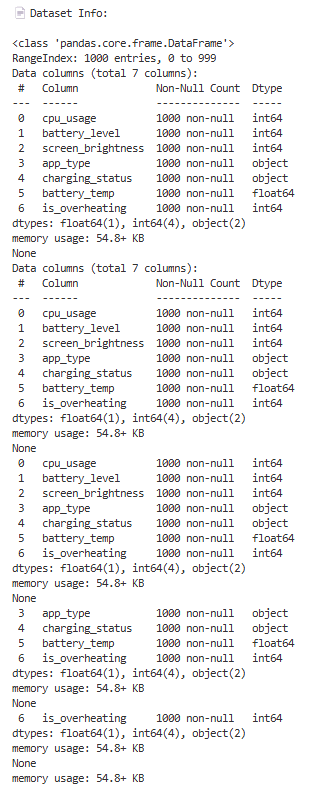 📄 Dataset Info:
<class 'pandas.core.frame.DataFrame'>
RangeIndex: 1000 entries, 0 to 999
Data columns (total 7 columns):
 #   Column             Non-Null Count  Dtype
---  ------             --------------  -----
 0   cpu_usage          1000 non-null   int64
 1   battery_level      1000 non-null   int64
 2   screen_brightness  1000 non-null   int64
 3   app_type           1000 non-null   object
 4   charging_status    1000 non-null   object
 5   battery_temp       1000 non-null   float64
 6   is_overheating     1000 non-null   int64
dtypes: float64(1), int64(4), object(2)
memory usage: 54.8+ KB
None
Data columns (total 7 columns):
 #   Column             Non-Null Count  Dtype
---  ------             --------------  -----
 0   cpu_usage          1000 non-null   int64
 1   battery_level      1000 non-null   int64
 2   screen_brightness  1000 non-null   int64
 3   app_type           1000 non-null   object
 4   charging_status    1000 non-null   object
 5   battery_temp       1000 non-null   float64
 6   is_overheating     1000 non-null   int64
dtypes: float64(1), int64(4), object(2)
memory usage: 54.8+ KB
None
 0   cpu_usage          1000 non-null   int64
 1   battery_level      1000 non-null   int64
 2   screen_brightness  1000 non-null   int64
 3   app_type           1000 non-null   object
 4   charging_status    1000 non-null   object
 5   battery_temp       1000 non-null   float64
 6   is_overheating     1000 non-null   int64
dtypes: float64(1), int64(4), object(2)
memory usage: 54.8+ KB
None
 3   app_type           1000 non-null   object
 4   charging_status    1000 non-null   object
 5   battery_temp       1000 non-null   float64
 6   is_overheating     1000 non-null   int64
dtypes: float64(1), int64(4), object(2)
memory usage: 54.8+ KB
None
 6   is_overheating     1000 non-null   int64
dtypes: float64(1), int64(4), object(2)
memory usage: 54.8+ KB
None
memory usage: 54.8+ KB